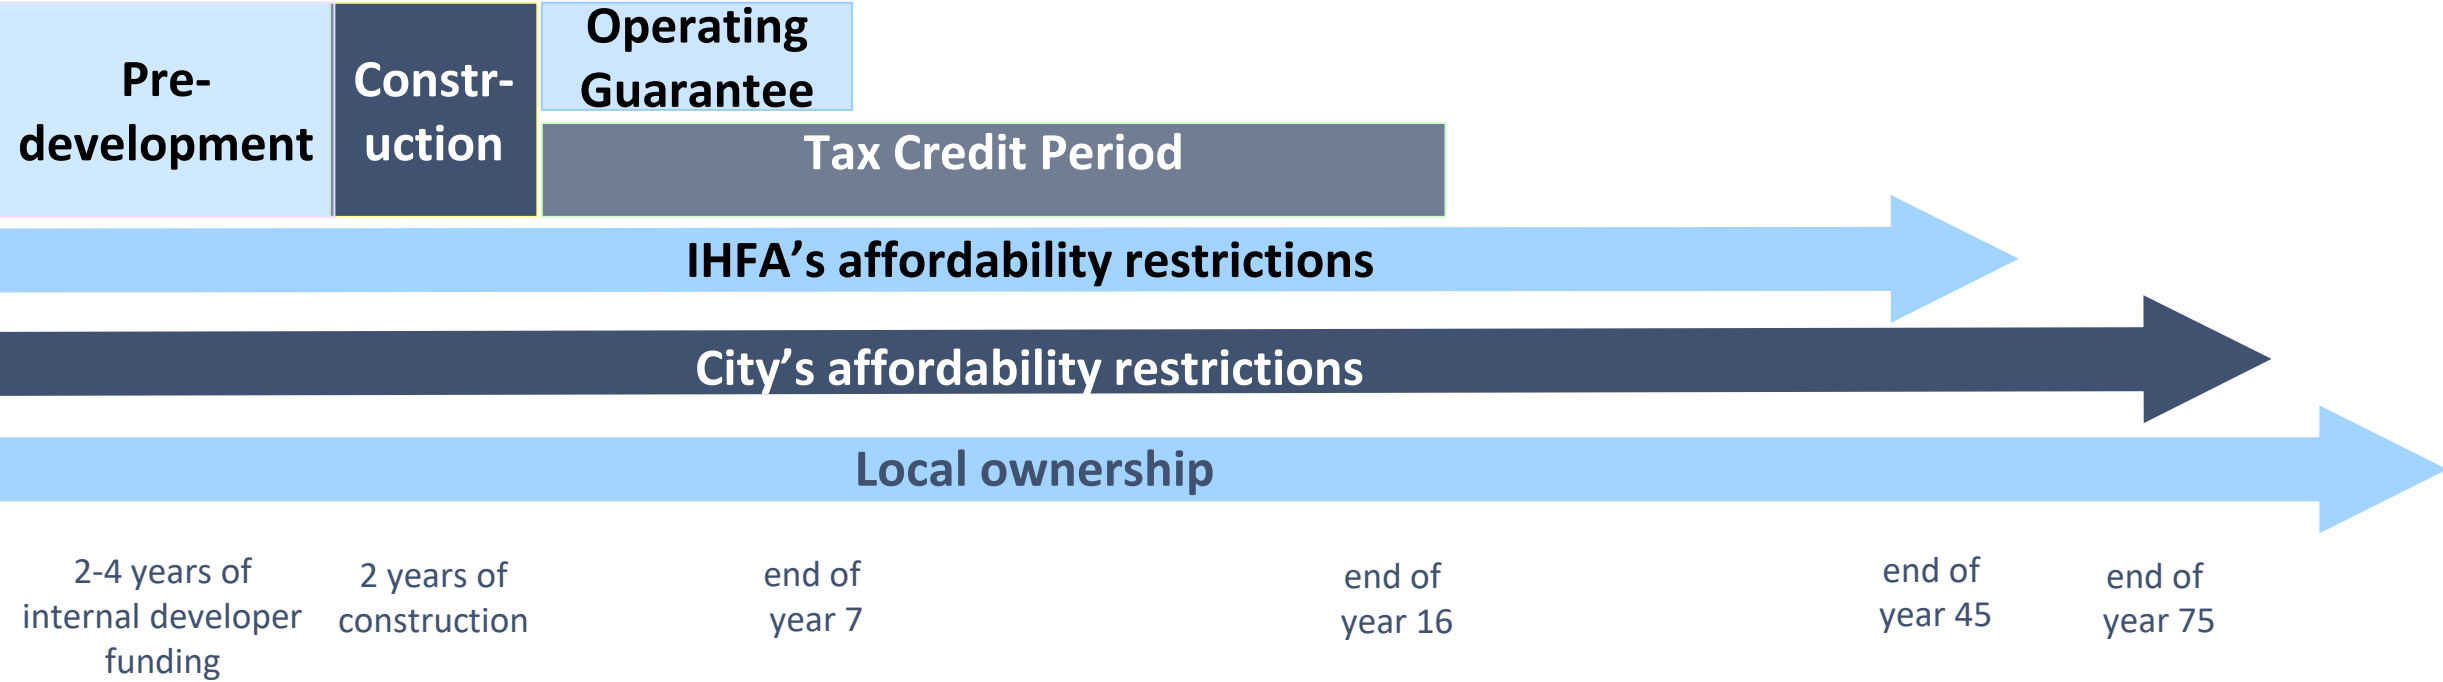 Pre-
development
Constr-
uction
Operating
Guarantee
Tax Credit Period
IHFA’s affordability restrictions
City’s affordability restrictions
Local ownership
2-4 years of
internal developer
funding
2 years of
construction
end of
year 7
end of
year 16
end of
year 45
end of
year 75